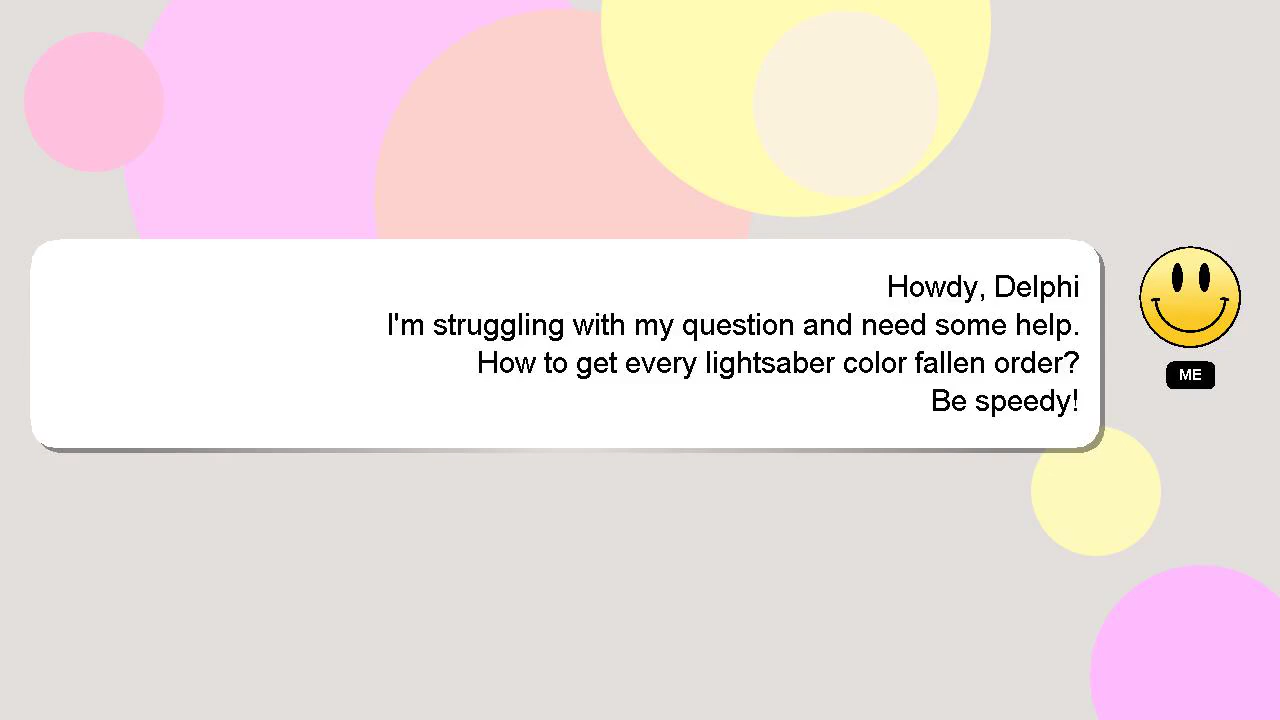 Howdy, Delphi
I'm struggling with my question and need some help.
How to get every lightsaber color fallen order?
Be speedy!
ME